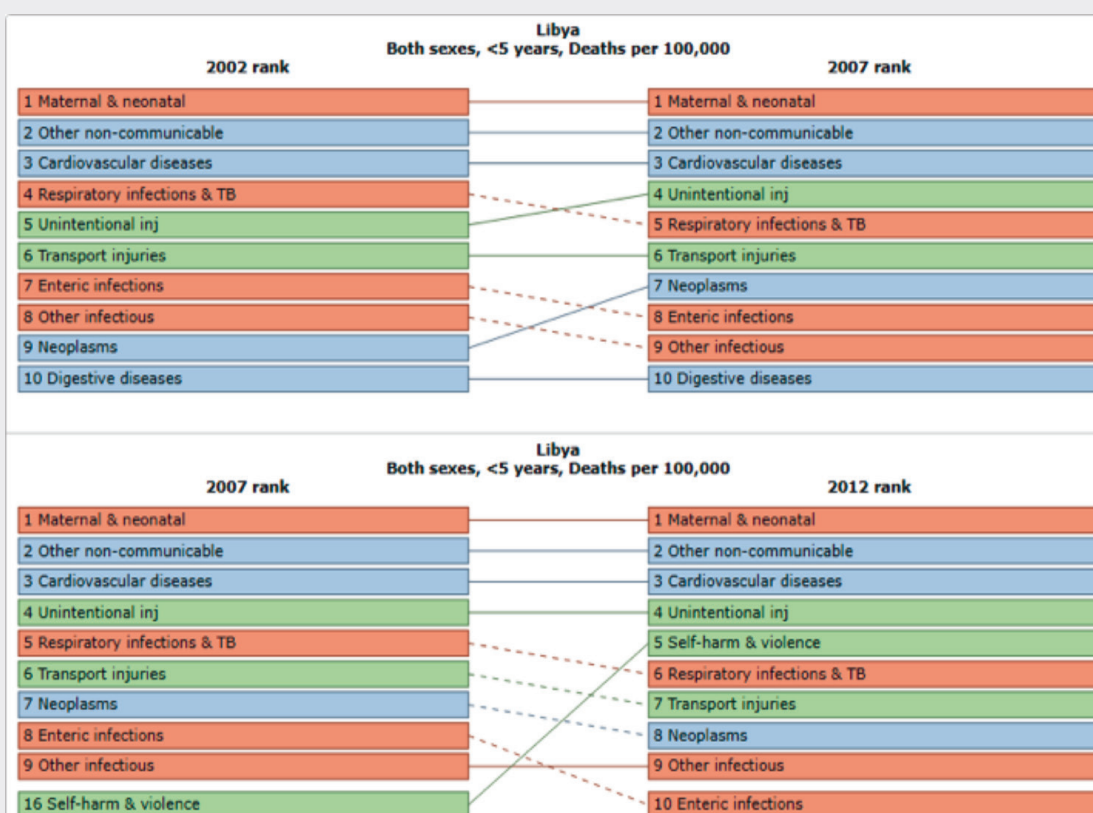 Libya
Both sexes, <5 years, Deaths per 100,000
2002 rank 2007 rank
1 Maternal & neonatal 1 Maternal & neonatal
2 Other non-communicable 2 Other non-communicable
3 Cardiovascular diseases 3 Cardiovascular diseases
4 Respiratory infections & TB 4 Unintentional inj
5 Unintentional inj 5 Respiratory infections & TB
6 Transport injuries 6 Transport injuries
7 Enteric infections 7 Neoplasms
8 Other infectious 8 Enteric infections
9 Neoplasms 9 Other infectious
10 Digestive diseases 10 Digestive diseases
Libya
Both sexes, <5 years, Deaths per 100,000
2007 rank 2012 rank
1 Maternal & neonatal 1 Maternal & neonatal
2 Other non-communicable 2 Other non-communicable
3 Cardiovascular diseases 3 Cardiovascular diseases
4 Unintentional inj 4 Unintentional inj
5 Respiratory infections & TB 5 Self-harm & violence
6 Transport injuries 6 Respiratory infections & TB
7 Neoplasms 7 Transport injuries
8 Enteric infections 8 Neoplasms
9 Other infectious 9 Other infectious
16 Self-harm & violence 10 Enteric infections